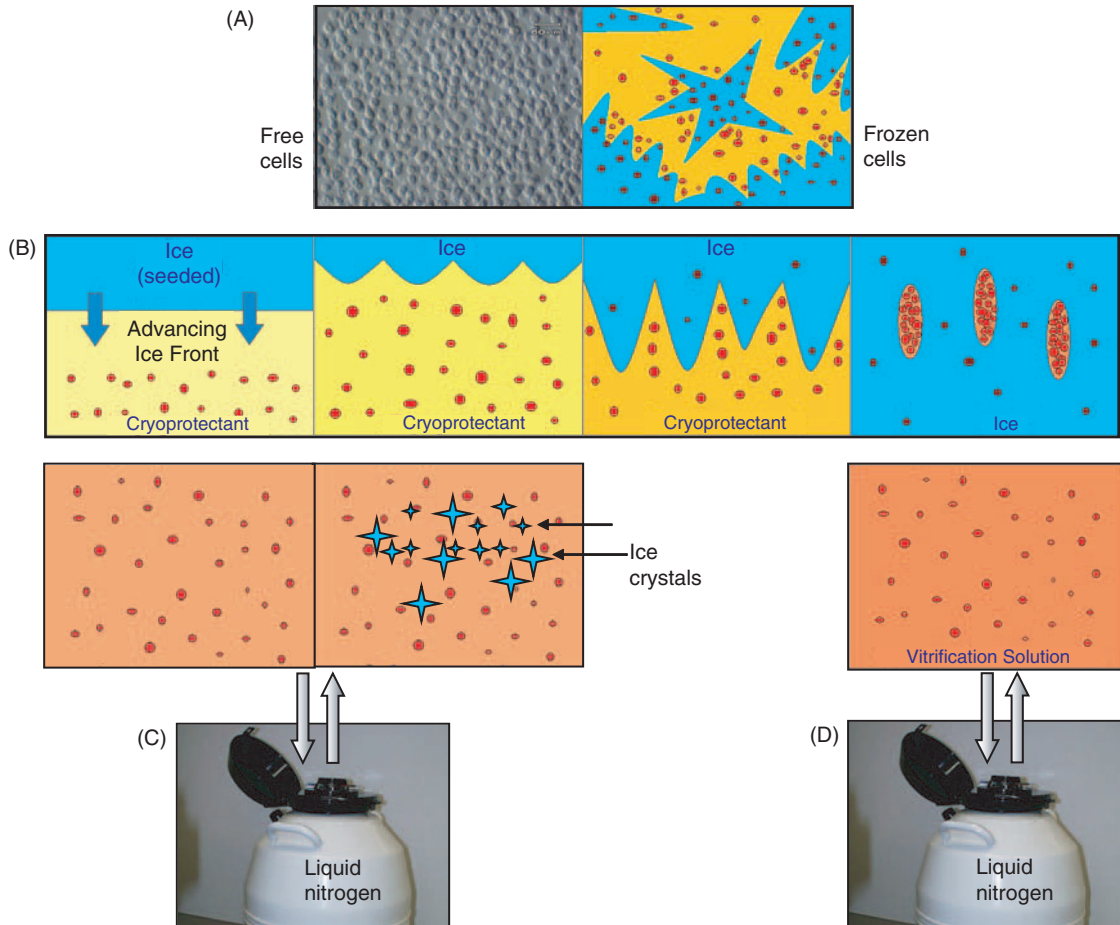 (A)
Free
cells
Frozen
cells
(B)
Ice
(seeded)
Advancing
Ice Front
Cryoprotectant
Ice
Cryoprotectant
Ice
Cryoprotectant
Ice
Ice
crystals
Vitrification Solution
(C)
Liquid
nitrogen
(D)
Liquid
nitrogen